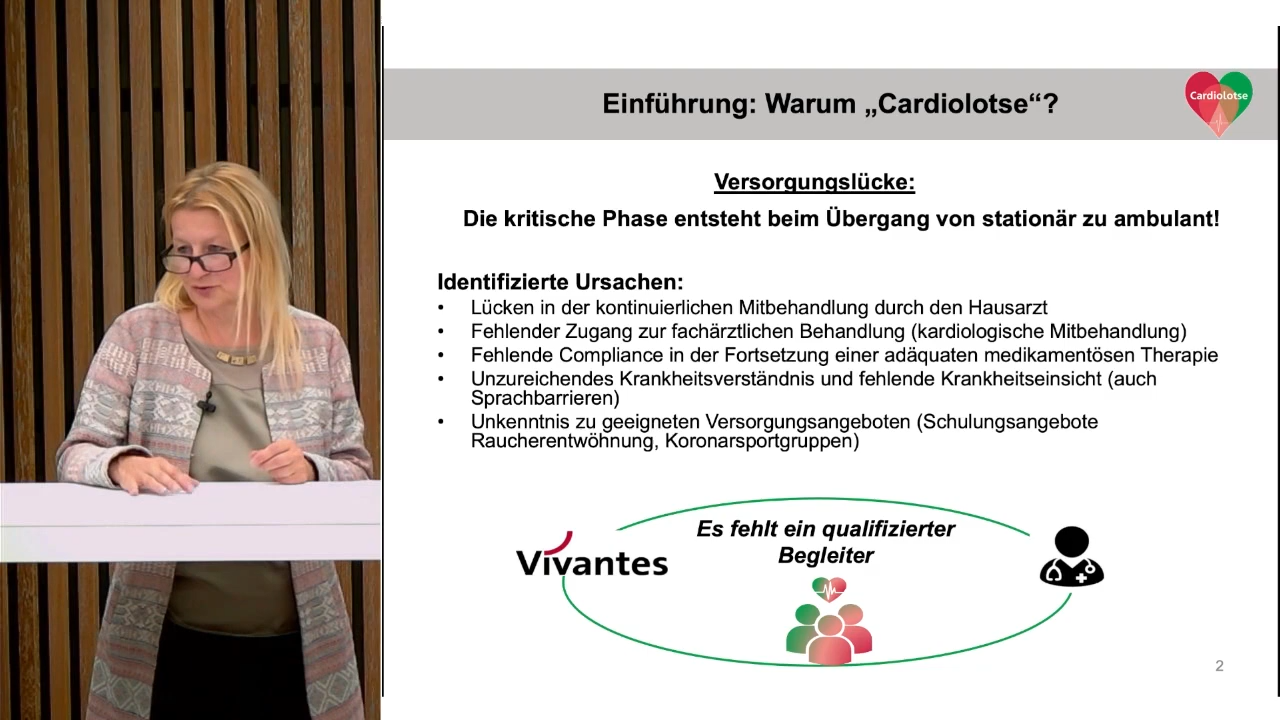 Einführung: Warum „Cardiolotse“?
Cardiolotse
Versorgungslücke:
Die kritische Phase entsteht beim Übergang von stationär zu ambulant!
Identifizierte Ursachen:
• Lücken in der kontinuierlichen Mitbehandlung durch den Hausarzt
• Fehlender Zugang zur fachärztlichen Behandlung (kardiologische Mitbehandlung)
• Fehlende Compliance in der Fortsetzung einer adäquaten medikamentösen Therapie
• Unzureichendes Krankheitsverständnis und fehlende Krankheitseinsicht (auch
Sprachbarrieren)
• Unkenntnis zu geeigneten Versorgungsangeboten (Schulungsangebote
Raucherentwöhnung, Koronarsportgruppen)
Es fehlt ein qualifizierter
Begleiter
Vivantes
2